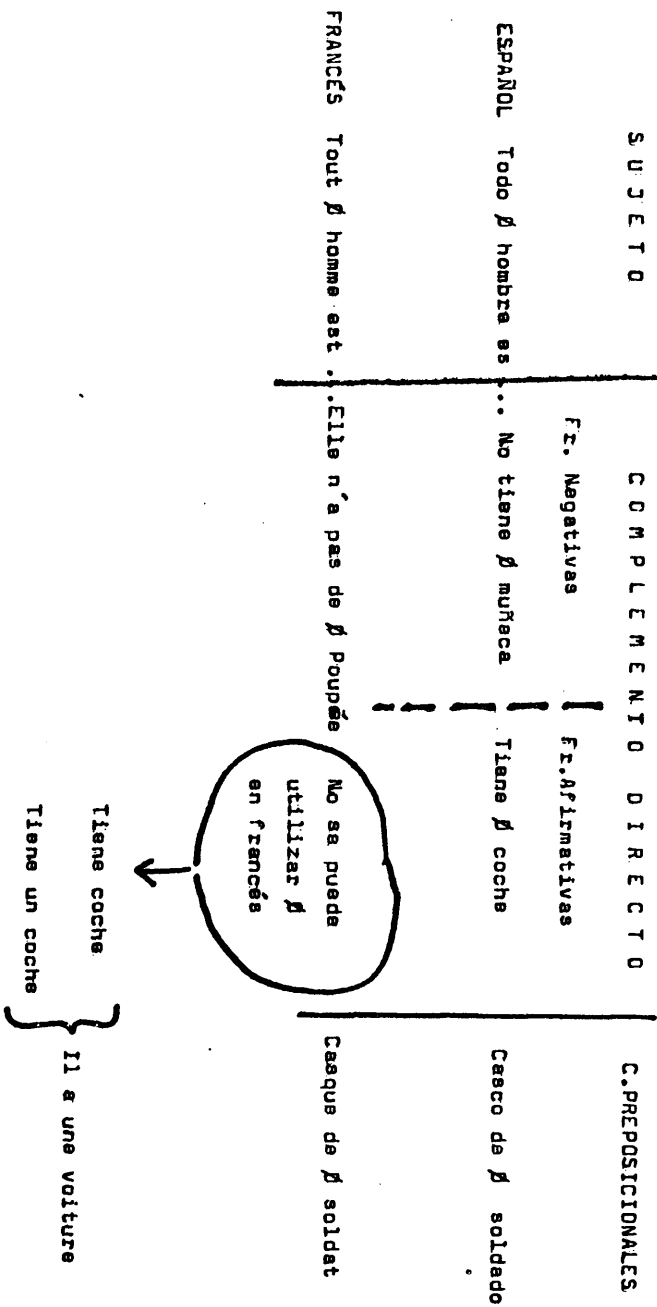 SUJETO COMPLEMENTO DIRECTO C.PREPOSICIONALES
Fr. Negativas Fr.Afirmativas
ESPAÑOL Todo Ø hombre es ... No tiene Ø muñeca Tiene Ø coche Casco de Ø soldado
FRANCÉS Tout Ø homme est ...Elle n'a pas de Ø Poupée No se puede Casque de Ø soldat
utilizar Ø
en francés
Tiene coche
Tiene un coche
Il a une voiture